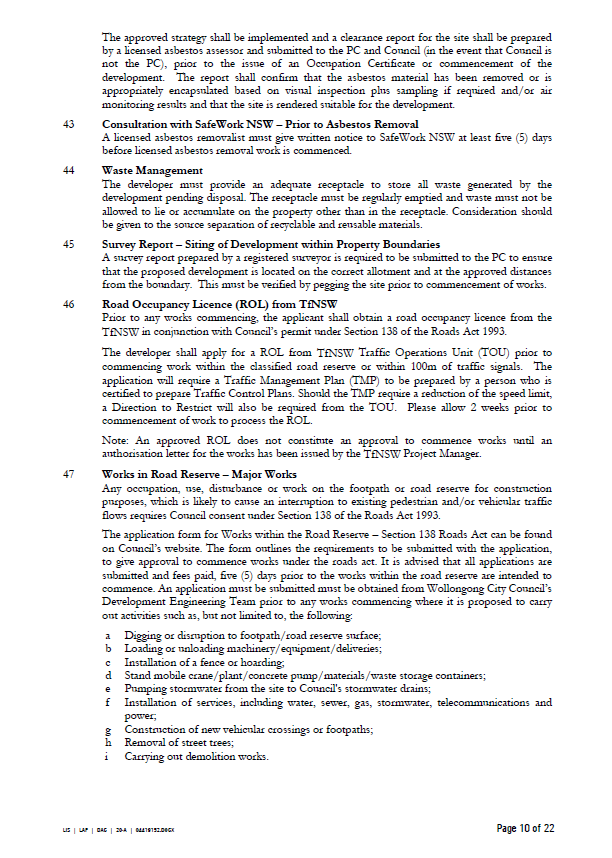 The approved strategy shall be implemented and a clearance report for the site shall be prepared
by a licensed asbestos assessor and submitted to the PC and Council (in the event that Council is
not the PC), prior to the issue of an Occupation Certificate or commencement of the
development. The report shall confirm that the asbestos material has been removed or is
appropriately encapsulated based on visual inspection plus sampling if required and/or air
monitoring results and that the site is rendered suitable for the development.
43 Consultation with SafeWork NSW – Prior to Asbestos Removal
A licensed asbestos removalist must give written notice to SafeWork NSW at least five (5) days
before licensed asbestos removal work is commenced.
44 Waste Management
The developer must provide an adequate receptacle to store all waste generated by the
development pending disposal. The receptacle must be regularly emptied and waste must not be
allowed to lie or accumulate on the property other than in the receptacle. Consideration should
be given to the source separation of recyclable and reusable materials.
45 Survey Report – Siting of Development within Property Boundaries
A survey report prepared by a registered surveyor is required to be submitted to the PC to ensure
that the proposed development is located on the correct allotment and at the approved distances
from the boundary. This must be verified by pegging the site prior to commencement of works.
46 Road Occupancy Licence (ROL) from TfNSW
Prior to any works commencing, the applicant shall obtain a road occupancy licence from the
TfNSW in conjunction with Council's permit under Section 138 of the Roads Act 1993.
The developer shall apply for a ROL from TfNSW Traffic Operations Unit (TOU) prior to
commencing work within the classified road reserve or within 100m of traffic signals. The
application will require a Traffic Management Plan (TMP) to be prepared by a person who is
certified to prepare Traffic Control Plans. Should the TMP require a reduction of the speed limit,
a Direction to Restrict will also be required from the TOU. Please allow 2 weeks prior to
commencement of work to process the ROL.
Note: An approved ROL does not constitute an approval to commence works until an
authorisation letter for the works has been issued by the TfNSW Project Manager.
47 Works in Road Reserve – Major Works
Any occupation, use, disturbance or work on the footpath or road reserve for construction
purposes, which is likely to cause an interruption to existing pedestrian and/or vehicular traffic
flows requires Council consent under Section 138 of the Roads Act 1993.
The application form for Works within the Road Reserve – Section 138 Roads Act can be found
on Council's website. The form outlines the requirements to be submitted with the application,
to give approval to commence works under the roads act. It is advised that all applications are
submitted and fees paid, five (5) days prior to the works within the road reserve are intended to
commence. An application must be submitted must be obtained from Wollongong City Council's
Development Engineering Team prior to any works commencing where it is proposed to carry
out activities such as, but not limited to, the following:
a Digging or disruption to footpath/road reserve surface;
b Loading or unloading machinery/equipment/deliveries;
c Installation of a fence or hoarding;
d Stand mobile crane/plant/concrete pump/materials/waste storage containers;
e Pumping stormwater from the site to Council's stormwater drains;
f Installation of services, including water, sewer, gas, stormwater, telecommunications and
power;
g Construction of new vehicular crossings or footpaths;
h Removal of street trees;
i Carrying out demolition works.
LIS | LAP | DAG | 20-A | 04419192.DOCX Page 10 of 22